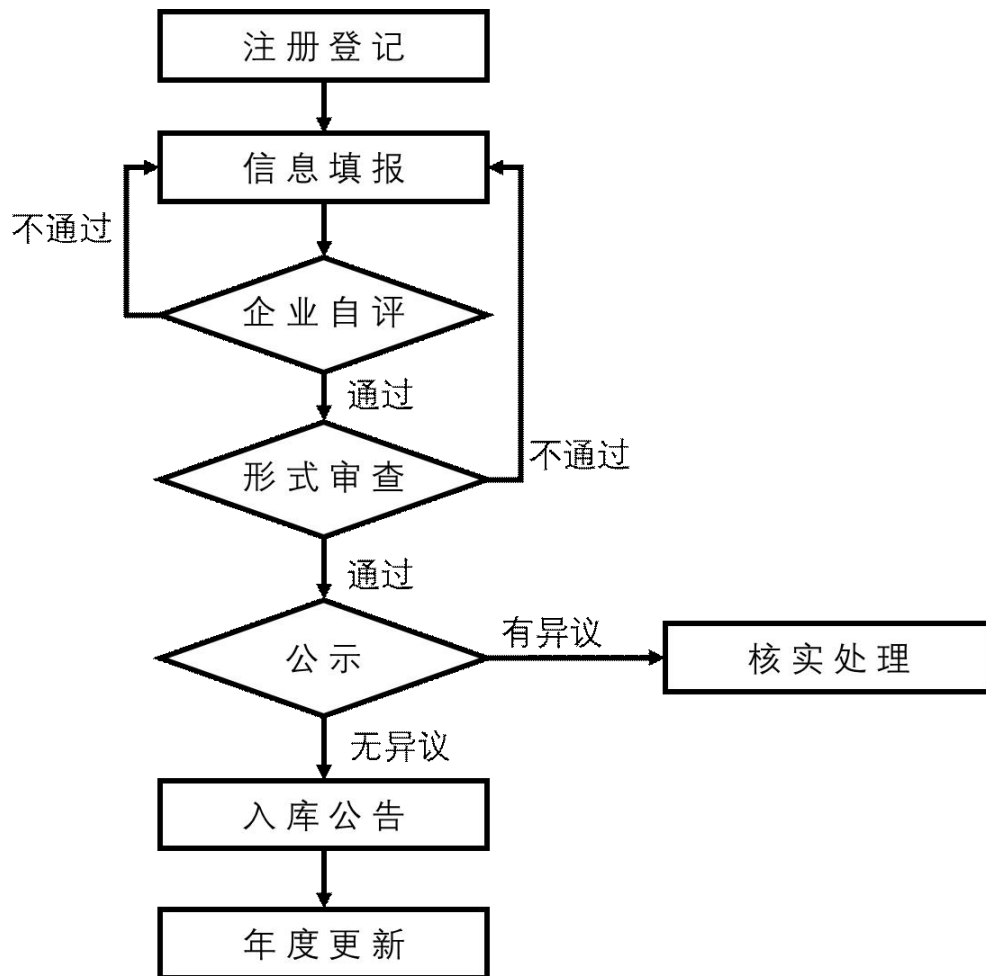 注册登记
信息填报
不通过
企业自评
通过
形式审查
不通过
通过
公示
有异议
核实处理
无异议
入库公告
年度更新